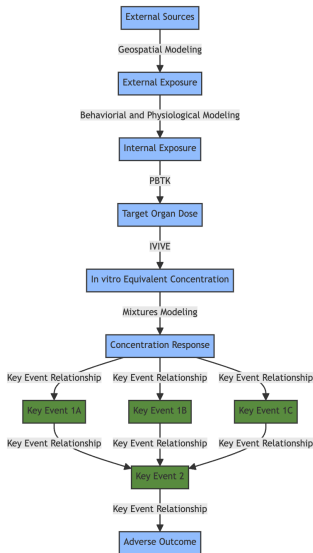 External Sources
Geospatial Modeling
External Exposure
Behaviorial and Physiological Modeling
Internal Exposure
PBTK
Target Organ Dose
IVIVE
In vitro Equivalent Concentration
Mixtures Modeling
Concentration Response
Key Event Relationship Key Event Relationship Key Event Relationship
Key Event 1A Key Event 1B Key Event 1C
Key Event Relationship Key Event Relationship Key Event Relationship
Key Event 2
Key Event Relationship
Adverse Outcome